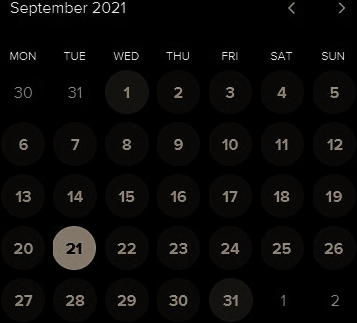 September 2021 < >
MON TUE WED THU FRI SAT SUN
30 31 1 2 3 4 5
6 7 8 9 10 11 12
13 14 15 16 17 18 19
20 21 22 23 24 25 26
27 28 29 30 31 1 2